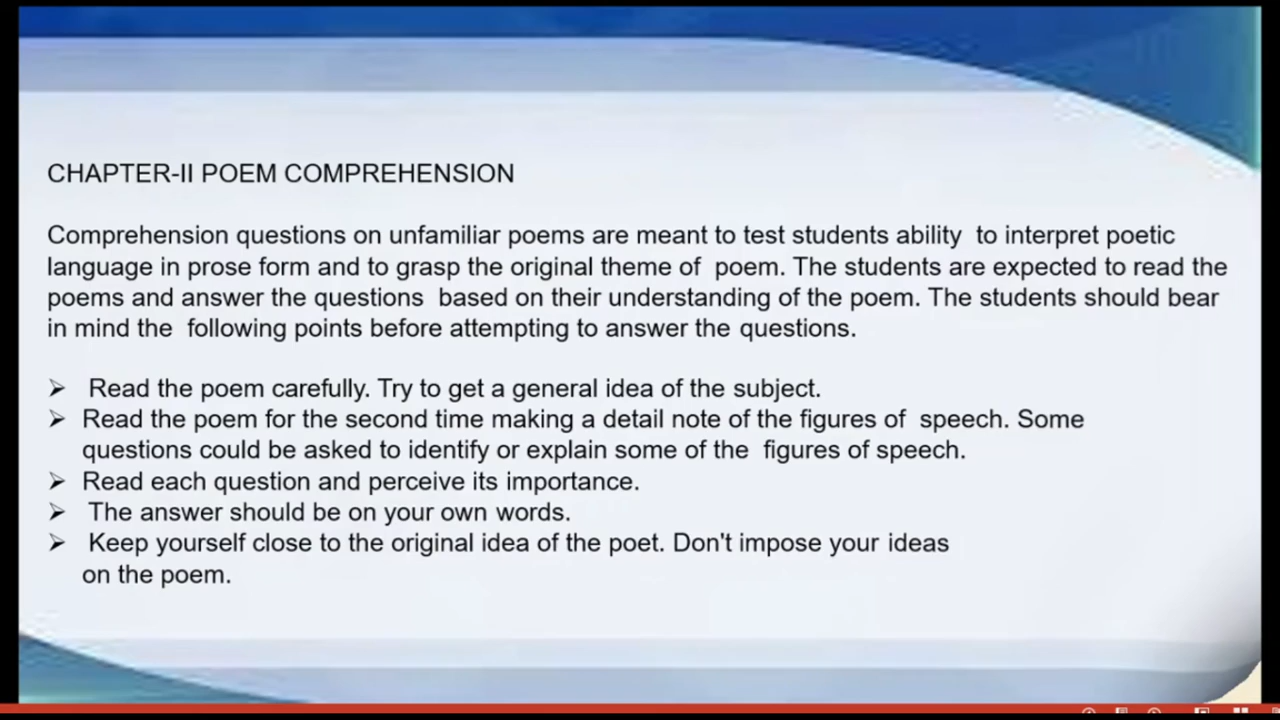 CHAPTER-II POEM COMPREHENSION
Comprehension questions on unfamiliar poems are meant to test students ability to interpret poetic
language in prose form and to grasp the original theme of poem. The students are expected to read the
poems and answer the questions based on their understanding of the poem. The students should bear
in mind the following points before attempting to answer the questions.
➢ Read the poem carefully. Try to get a general idea of the subject.
➢ Read the poem for the second time making a detail note of the figures of speech. Some
questions could be asked to identify or explain some of the figures of speech.
➢ Read each question and perceive its importance.
➢ The answer should be on your own words.
➢ Keep yourself close to the original idea of the poet. Don't impose your ideas
on the poem.